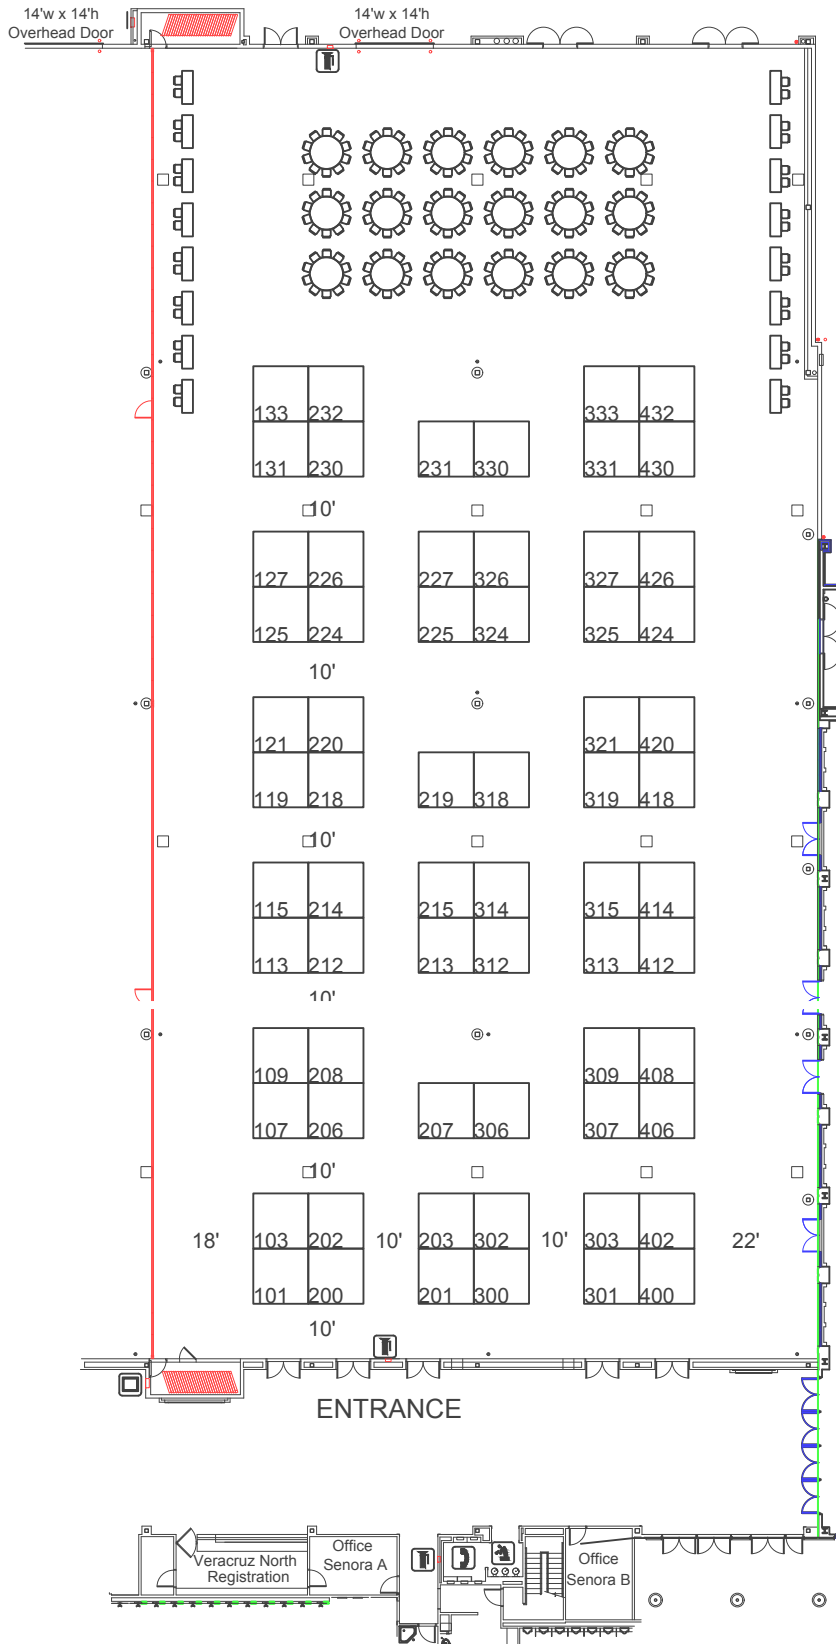 14'w x 14'h
Overhead Door
14'w x 14'h
Overhead Door
133 232 333 432
131 230 231 330 331 430
10'
127 226 227 326 327 426
125 224 225 324 325 424
10'
121 220 321 420
119 218 219 318 319 418
10'
115 214 215 314 315 414
113 212 213 312 313 412
10'
109 208 309 408
107 206 207 306 307 406
10'
18' 103 202 10' 203 302 10' 303 402 22'
101 200 201 300 301 400
10'
ENTRANCE
Veracruz North
Registration
Office
Senora A
Office
Senora B